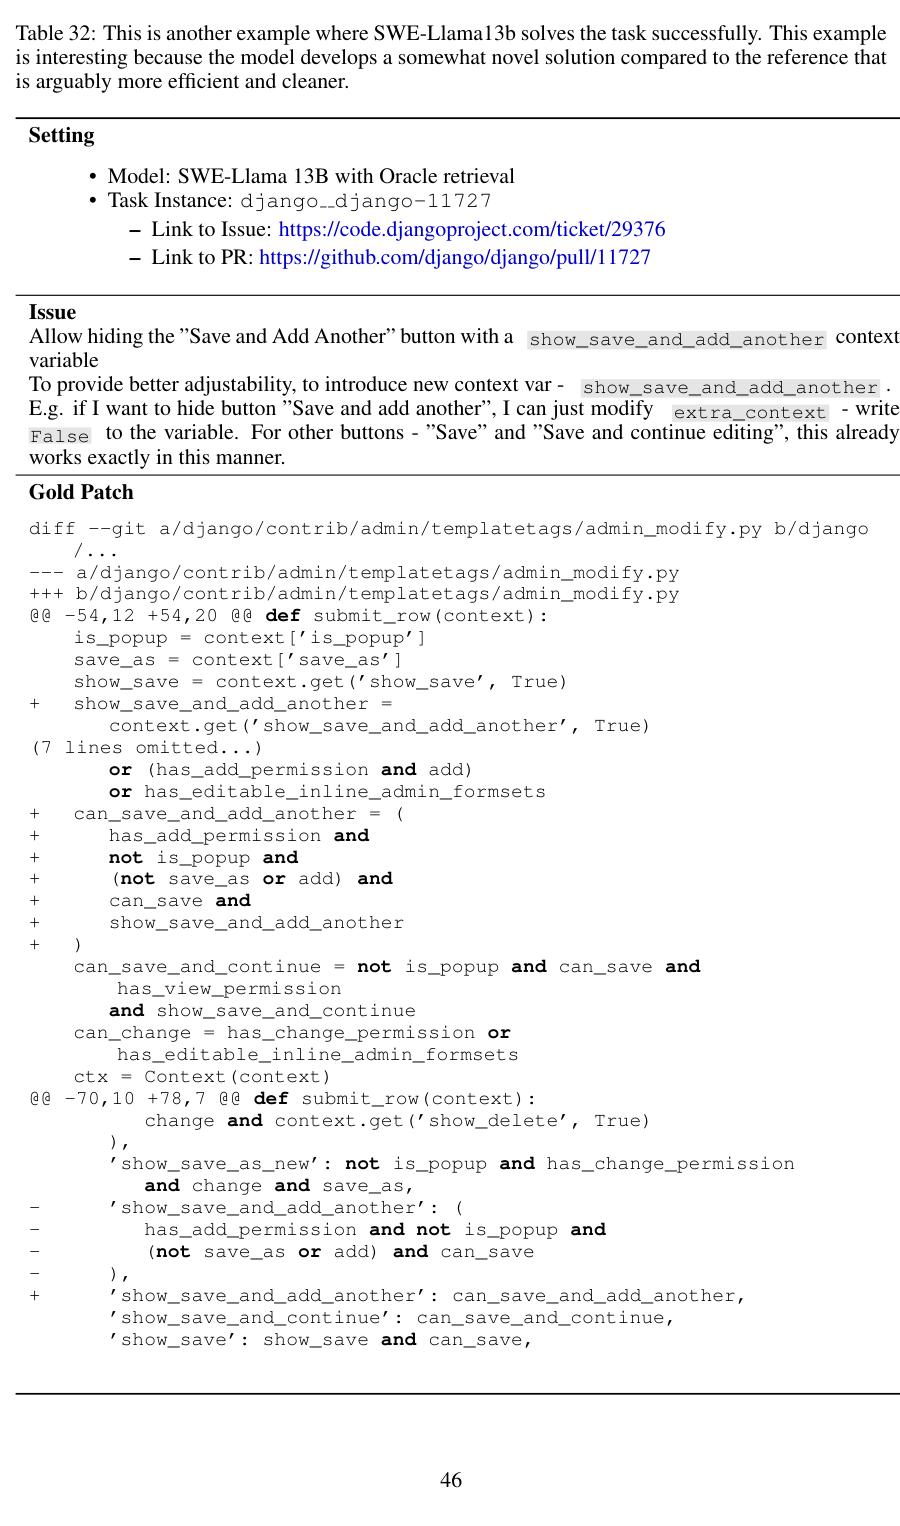 Table 32: This is another example where SWE-Llama13b solves the task successfully. This example
is interesting because the model develops a somewhat novel solution compared to the reference that
is arguably more efficient and cleaner.
Setting
• Model: SWE-Llama 13B with Oracle retrieval
• Task Instance: django__django-11727
– Link to Issue: https://code.djangoproject.com/ticket/29376
– Link to PR: https://github.com/django/django/pull/11727
Issue
Allow hiding the ”Save and Add Another” button with a show_save_and_add_another context
variable
To provide better adjustability, to introduce new context var - show_save_and_add_another .
E.g. if I want to hide button ”Save and add another”, I can just modify extra_context - write
False to the variable. For other buttons - ”Save” and ”Save and continue editing”, this already
works exactly in this manner.
Gold Patch
diff --git a/django/contrib/admin/templatetags/admin_modify.py b/django
/...
--- a/django/contrib/admin/templatetags/admin_modify.py
+++ b/django/contrib/admin/templatetags/admin_modify.py
@@ -54,12 +54,20 @@ def submit_row(context):
is_popup = context[’is_popup’]
save_as = context[’save_as’]
show_save = context.get(’show_save’, True)
+ show_save_and_add_another =
context.get(’show_save_and_add_another’, True)
(7 lines omitted...)
or (has_add_permission and add)
or has_editable_inline_admin_formsets
+ can_save_and_add_another = (
+ has_add_permission and
+ not is_popup and
+ (not save_as or add) and
+ can_save and
+ show_save_and_add_another
+ )
can_save_and_continue = not is_popup and can_save and
has_view_permission
and show_save_and_continue
can_change = has_change_permission or
has_editable_inline_admin_formsets
ctx = Context(context)
@@ -70,10 +78,7 @@ def submit_row(context):
change and context.get(’show_delete’, True)
),
’show_save_as_new’: not is_popup and has_change_permission
and change and save_as,
- ’show_save_and_add_another’: (
- has_add_permission and not is_popup and
- (not save_as or add) and can_save
- ),
+ ’show_save_and_add_another’: can_save_and_add_another,
’show_save_and_continue’: can_save_and_continue,
’show_save’: show_save and can_save,
46